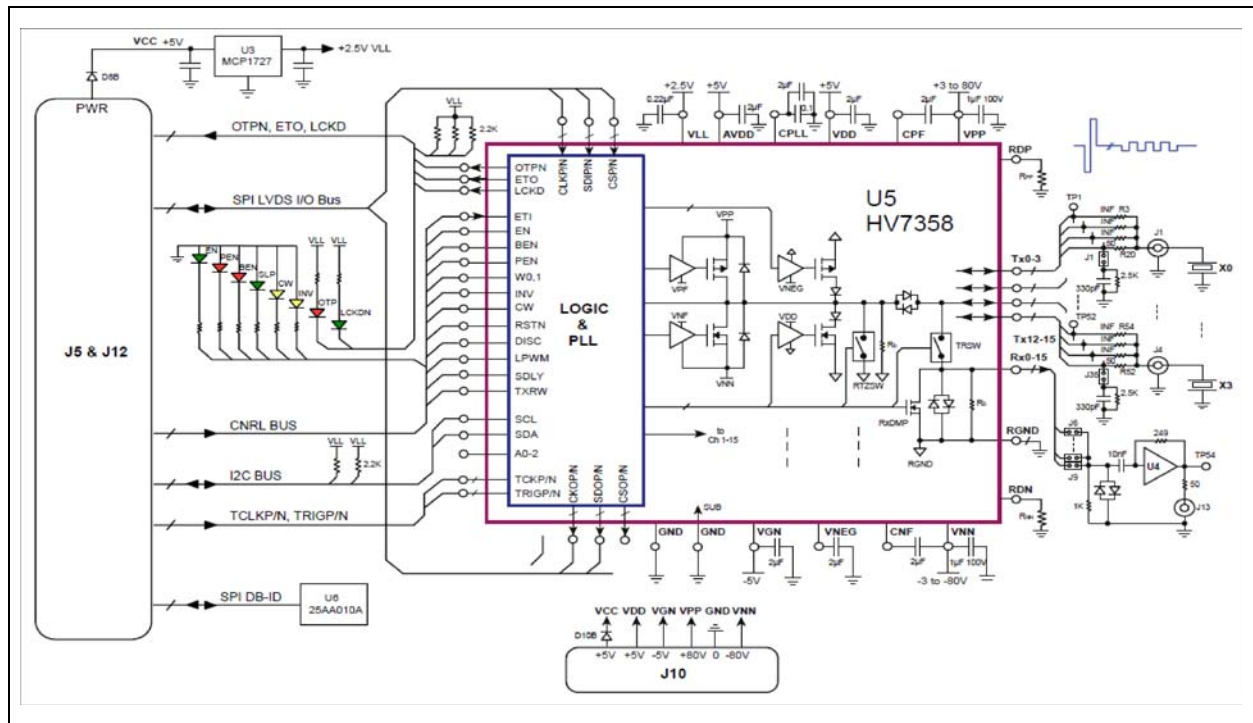 VCC +5V
U3
MCP1727
+2.5V VLL
D8B
PWR
OTPN, ETO, LCKD
VLL
2.2K
SPI LVDS I/O Bus
EN
PEN
BEN
SLP
CW
INV
OTP
LCKDN
VLL
VLL
J5 & J12
CNRL BUS
VLL
VLL
2.2K
I2C BUS
TCLKP/N, TRIGP/N
SPI DB-ID
U6
25AA010A
+2.5V
+5V
2µF
+5V
2µF
+3 to 80V
0.22µF
2µF
0.1
2µF
1µF 100V
VLL
AVDD
CPLL
VDD
CPF
VPP
CLKP/N
SDIP/N
CSP/N
OTPN
ETO
LCKD
ETI
EN
BEN
PEN
W0,1
INV
CW
RSTN
DISC
LPWM
SDLY
TXRW
SCL
SDA
A0-2
TCKP/N
TRIGP/N
LOGIC
&
PLL
CKOP/N
SDOP/N
CSOP/N
U5
HV7358
VPP
VPF
VNEG
VNF
VDD
VNN
RTZSW
TRSW
RxDMP
RGND
to
Ch 1-15
RDP
Tx0-3
Tx12-15
Rx0-15
RGND
RDN
TP1
INF
R3
INF
INF
50
R20
J1
J1
2.5K
330pF
X0
TP52
INF
R54
INF
INF
50
R52
J4
2.5K
330pF
X3
J6
J9
10nF
249
U4
TP54
50
J13
1K
GND
SUB
GND
VGN
2µF
-5V
VNEG
2µF
CNF
2µF
VNN
1µF 100V
-3 to -80V
VCC VDD VGN VPP GND VNN
D10B
+5V +5V -5V +80V 0 -80V
J10